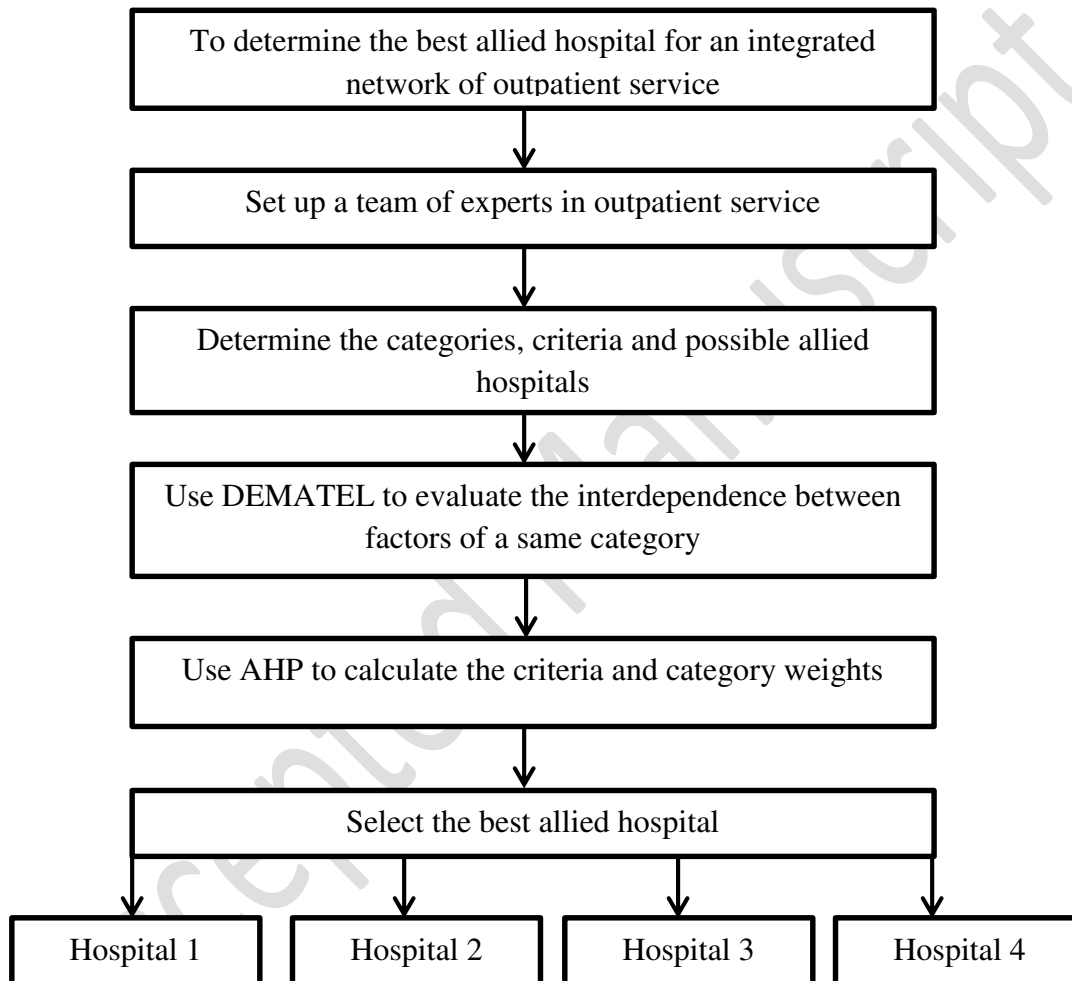 To determine the best allied hospital for an integrated
network of outpatient service
Set up a team of experts in outpatient service
Determine the categories, criteria and possible allied
hospitals
Use DEMATEL to evaluate the interdependence between
factors of a same category
Use AHP to calculate the criteria and category weights
Select the best allied hospital
Hospital 1
Hospital 2
Hospital 3
Hospital 4